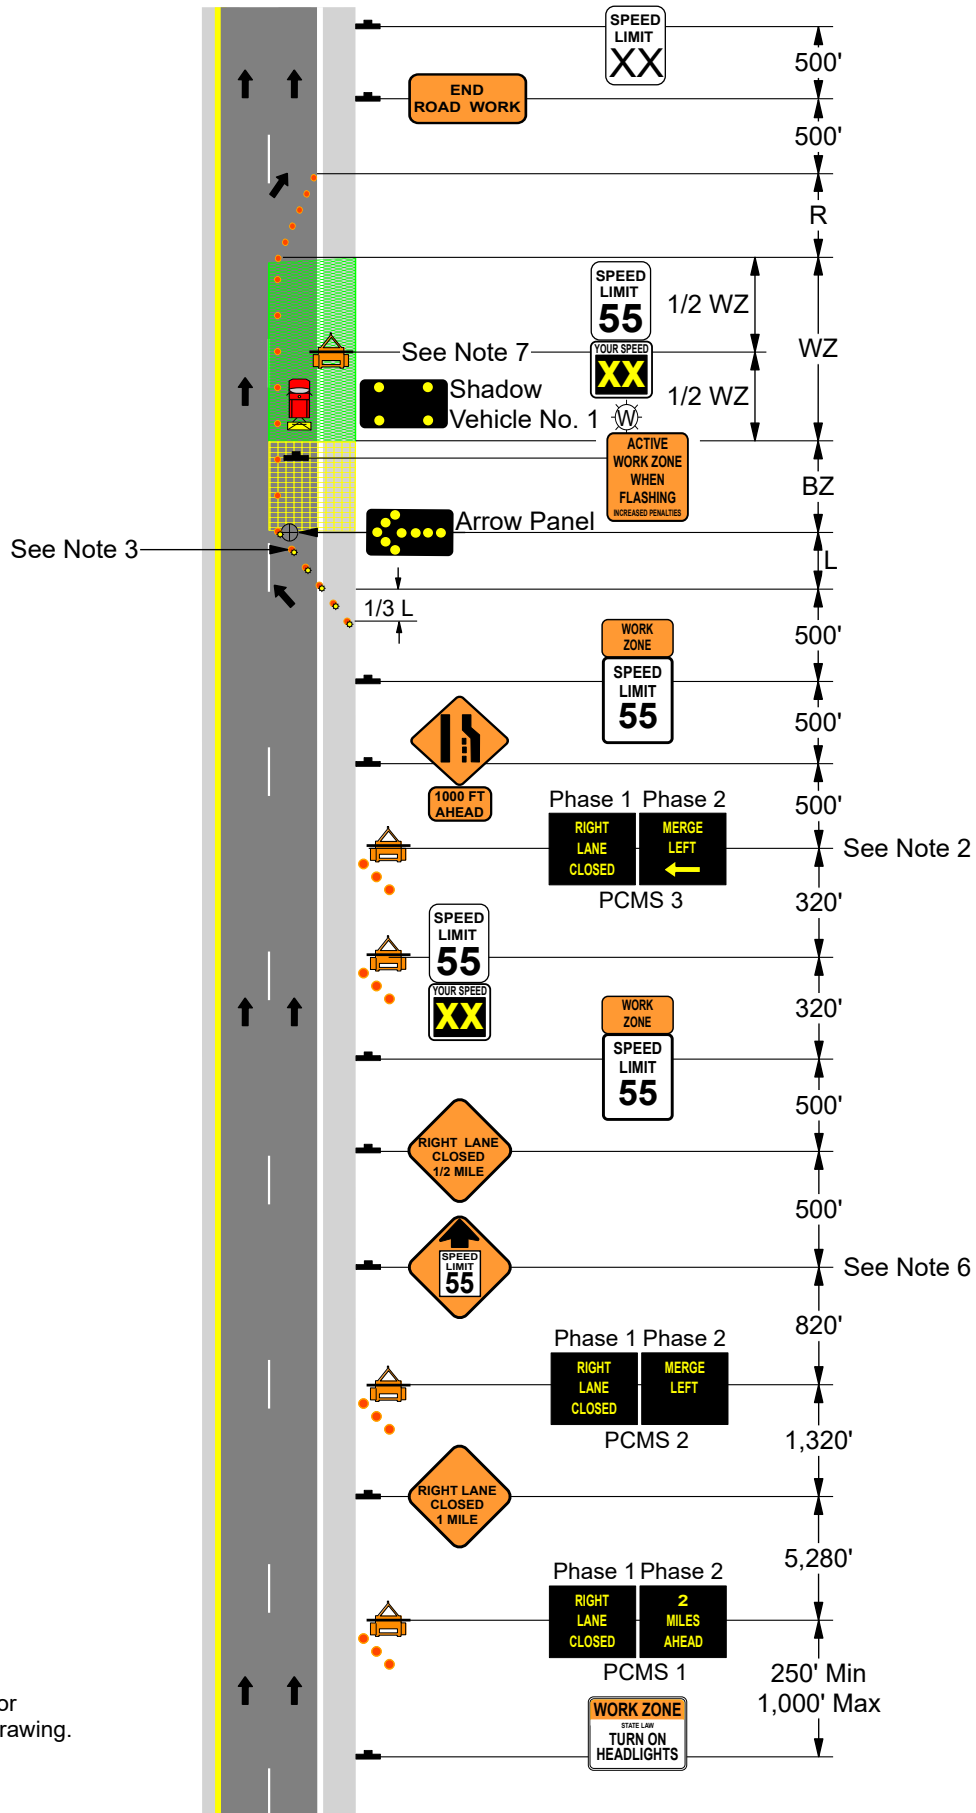 SPEED
LIMIT
XX
500'
END
ROAD WORK
500'
R
SPEED
LIMIT
55
1/2 WZ
YOUR SPEED
XX
See Note 7
WZ
1/2 WZ
Shadow
Vehicle No. 1
W
ACTIVE
WORK ZONE
WHEN
FLASHING
INCREASED PENALTIES
BZ
Arrow Panel
See Note 3
L
1/3 L
500'
WORK
ZONE
SPEED
LIMIT
55
500'
1000 FT
AHEAD
500'
Phase 1 Phase 2
RIGHT
LANE
CLOSED
MERGE
LEFT
PCMS 3
See Note 2
320'
SPEED
LIMIT
55
YOUR SPEED
XX
320'
WORK
ZONE
SPEED
LIMIT
55
500'
RIGHT LANE
CLOSED
1/2 MILE
500'
SPEED
LIMIT
55
See Note 6
820'
Phase 1 Phase 2
RIGHT
LANE
CLOSED
MERGE
LEFT
PCMS 2
1,320'
RIGHT LANE
CLOSED
1 MILE
5,280'
Phase 1 Phase 2
RIGHT
LANE
CLOSED
2
MILES
AHEAD
PCMS 1
250' Min
1,000' Max
or
rawing.
WORK ZONE
STATE LAW
TURN ON
HEADLIGHTS